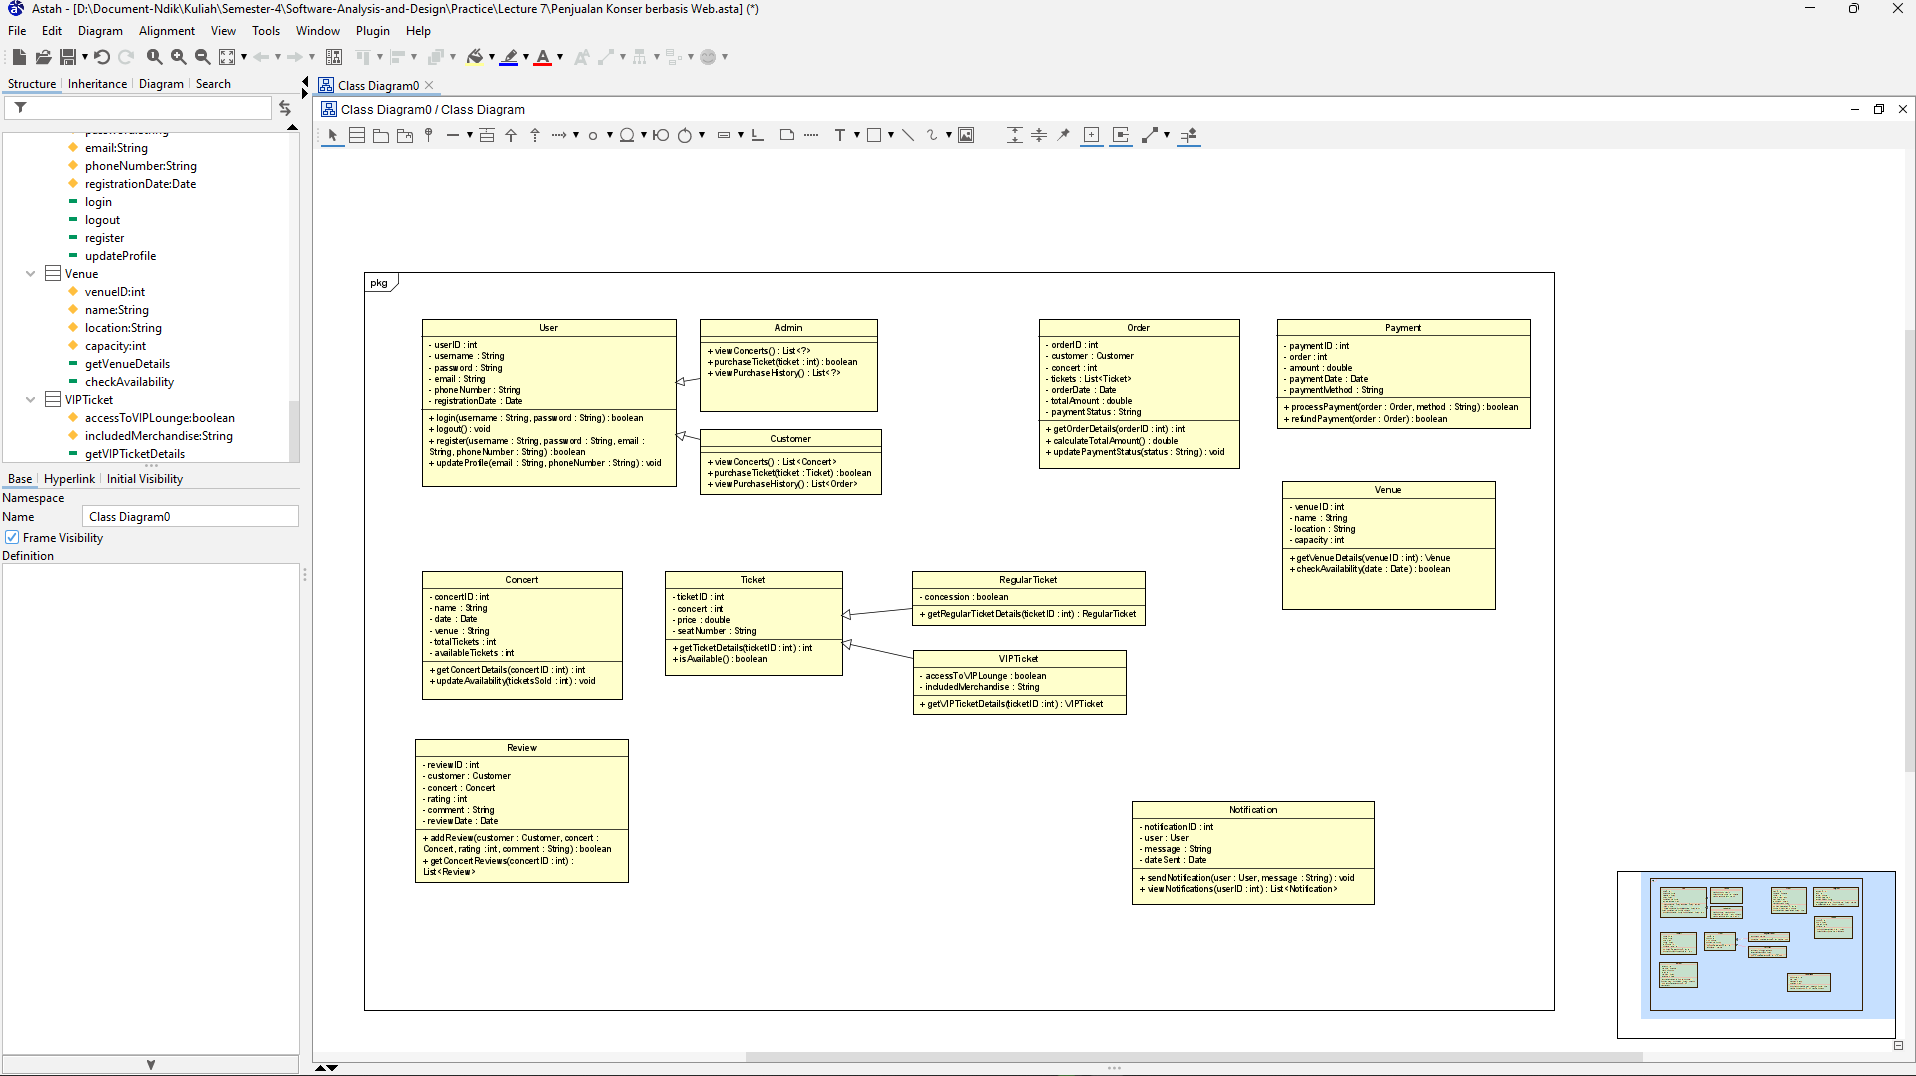 Astah - [D:\Document-Ndik\Kuliah\Semester-4\Software-Analysis-and-Design\Practice\Lecture 7\Penjualan Konser berbasis Web.asta] (*)
File Edit Diagram Alignment View Tools Window Plugin Help
Structure Inheritance Diagram Search
email:String
phoneNumber:String
registrationDate:Date
login
logout
register
updateProfile
Venue
venueID:int
name:String
location:String
capacity:int
getVenueDetails
checkAvailability
VIPTicket
accessToVIPLounge:boolean
includedMerchandise:String
getVIPTicketDetails
Base Hyperlink Initial Visibility
Namespace
Name Class Diagram0
Frame Visibility
Definition
Class Diagram0
Class Diagram0 / Class Diagram
pkg
User
- userID : int
- username : String
- password : String
- email : String
- phoneNumber : String
- registrationDate : Date
+ login(username : String, password : String) : boolean
+ logout() : void
+ register(username : String, password : String, email :
String, phoneNumber : String) : boolean
+ updateProfile(email : String, phoneNumber : String) : void
Admin
+ viewConcerts() : List<?>
+ purchaseTicket(ticket : int) : boolean
+ viewPurchaseHistory() : List<?>
Customer
+ viewConcerts() : List<Concert>
+ purchaseTicket(ticket : Ticket) : boolean
+ viewPurchaseHistory() : List<Order>
Order
- orderID : int
- customer : Customer
- concert : int
- tickets : List<Ticket>
- orderDate : Date
- totalAmount : double
- paymentStatus : String
+ getOrderDetails(orderID : int) : int
+ calculateTotalAmount() : double
+ updatePaymentStatus(status : String) : void
Payment
- paymentID : int
- order : int
- amount : double
- paymentDate : Date
- paymentMethod : String
+ processPayment(order : Order, method : String) : boolean
+ refundPayment(order : Order) : boolean
Venue
- venueID : int
- name : String
- location : String
- capacity : int
+ getVenueDetails(venueID : int) : Venue
+ checkAvailability(date : Date) : boolean
Concert
- concertID : int
- name : String
- date : Date
- venue : String
- totalTickets : int
- availableTickets : int
+ getConcertDetails(concertID : int) : int
+ updateAvailability(ticketsSold : int) : void
Ticket
- ticketID : int
- concert : int
- price : double
- seatNumber : String
+ getTicketDetails(ticketID : int) : int
+ isAvailable() : boolean
RegularTicket
- concession : boolean
+ getRegularTicketDetails(ticketID : int) : RegularTicket
VIPTicket
- accessToVIPLounge : boolean
- includedMerchandise : String
+ getVIPTicketDetails(ticketID : int) : VIPTicket
Review
- reviewID : int
- customer : Customer
- concert : Concert
- rating : int
- comment : String
- reviewDate : Date
+ addReview(customer : Customer, concert :
Concert, rating : int, comment : String) : boolean
+ getConcertReviews(concertID : int) :
List<Review>
Notification
- notificationID : int
- user : User
- message : String
- dateSent : Date
+ sendNotification(user : User, message : String) : void
+ viewNotifications(userID : int) : List<Notification>